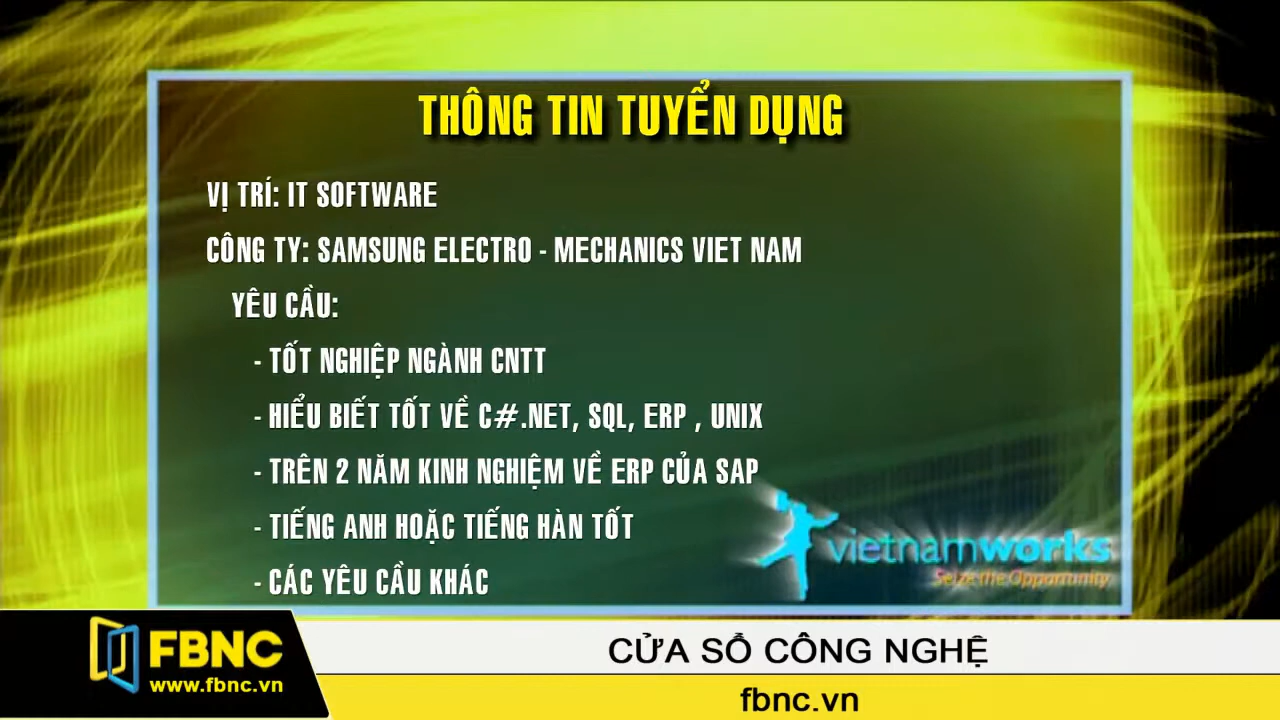 THÔNG TIN TUYỂN DỤNG
VỊ TRÍ: IT SOFTWARE
CÔNG TY: SAMSUNG ELECTRO - MECHANICS VIET NAM
YÊU CẦU:
- TỐT NGHIỆP NGÀNH CNTT
- HIỂU BIẾT TỐT VỀ C#.NET, SQL, ERP , UNIX
- TRÊN 2 NĂM KINH NGHIỆM VỀ ERP CỦA SAP
- TIẾNG ANH HOẶC TIẾNG HÀN TỐT
- CÁC YÊU CẦU KHÁC
vietnamworks
Seize the Opportunity
FBNC
www.fbnc.vn
CỬA SỔ CÔNG NGHỆ
fbnc.vn